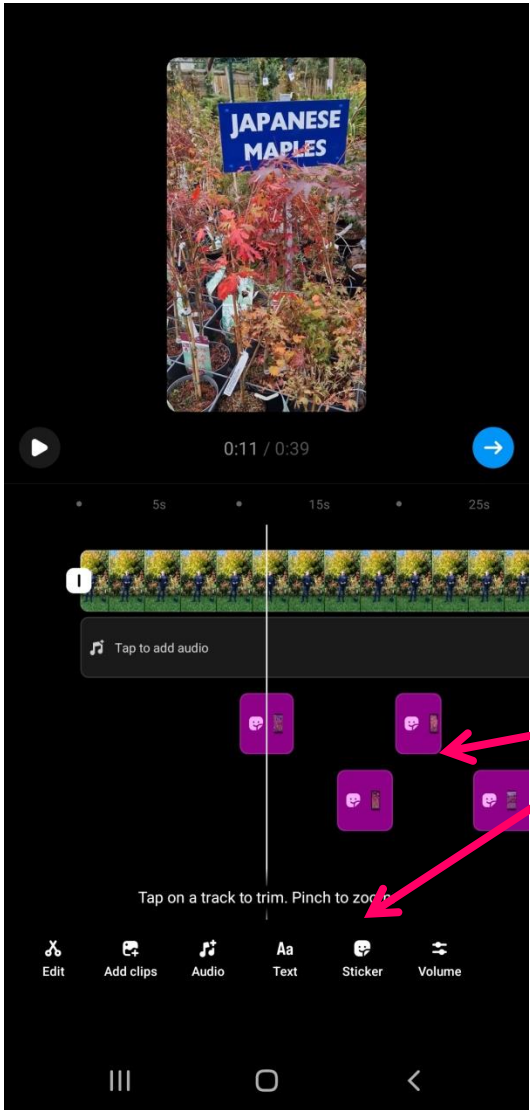 JAPANESE
MAPLES
0:11 / 0:39
5s
15s
25s
Tap to add audio
Tap on a track to trim. Pinch to zoom
Edit
Add clips
Audio
Aa
Text
Sticker
Volume